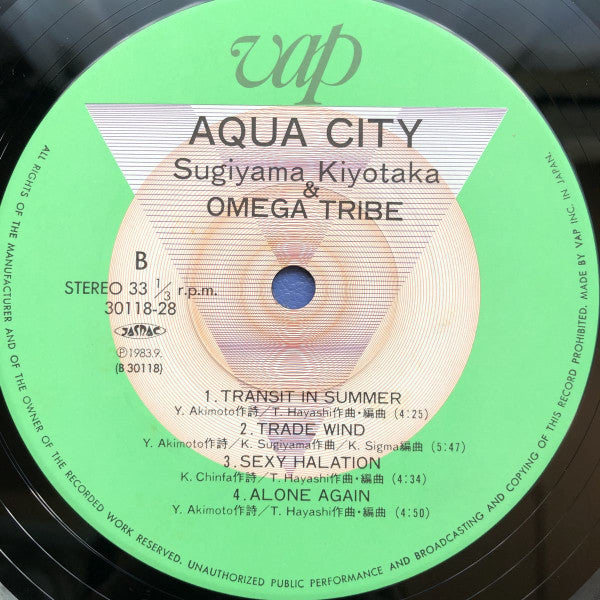 vap
AQUA CITY
Sugiyama Kiyotaka
&
OMEGA TRIBE
B
STEREO 33 1/3 r.p.m.
30118-28
JASRAC
Ⓟ1983.9.
(B 30118)
1. TRANSIT IN SUMMER
Y. Akimoto作詩／T. Hayashi作曲・編曲 (4:25)
2. TRADE WIND
Y. Akimoto作詩／K. Sugiyama作曲／K. Sigma編曲 (5:47)
3. SEXY HALATION
K. Chinfa作詩／T. Hayashi作曲・編曲 (4:34)
4. ALONE AGAIN
Y. Akimoto作詩／T. Hayashi作曲・編曲 (4:50)
ALL RIGHTS OF THE MANUFACTURER AND OF THE OWNER OF THE RECORDED WORK RESERVED. UNAUTHORIZED PUBLIC PERFORMANCE AND BROADCASTING AND COPYING OF THIS RECORD PROHIBITED. MADE BY VAP INC. IN JAPAN.